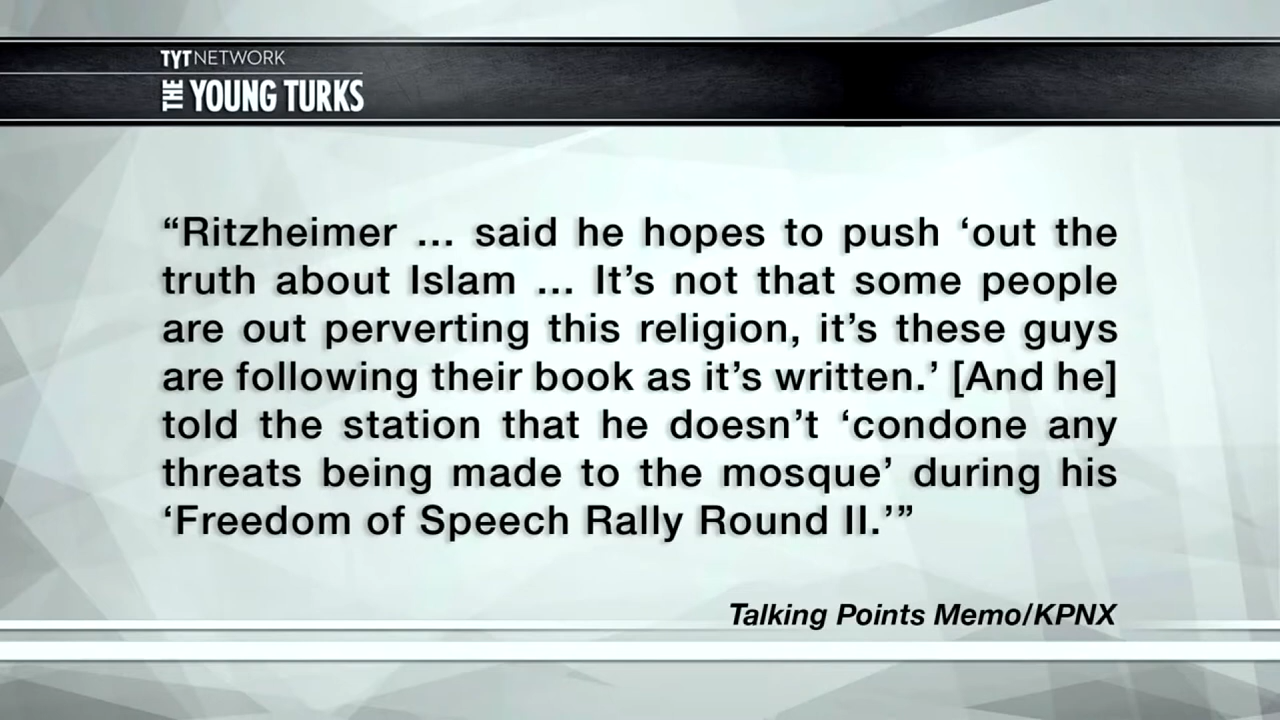 TYT NETWORK
THE YOUNG TURKS
“Ritzheimer ... said he hopes to push ‘out the
truth about Islam ... It’s not that some people
are out perverting this religion, it’s these guys
are following their book as it’s written.’ [And he]
told the station that he doesn’t ‘condone any
threats being made to the mosque’ during his
‘Freedom of Speech Rally Round II.’”
Talking Points Memo/KPNX